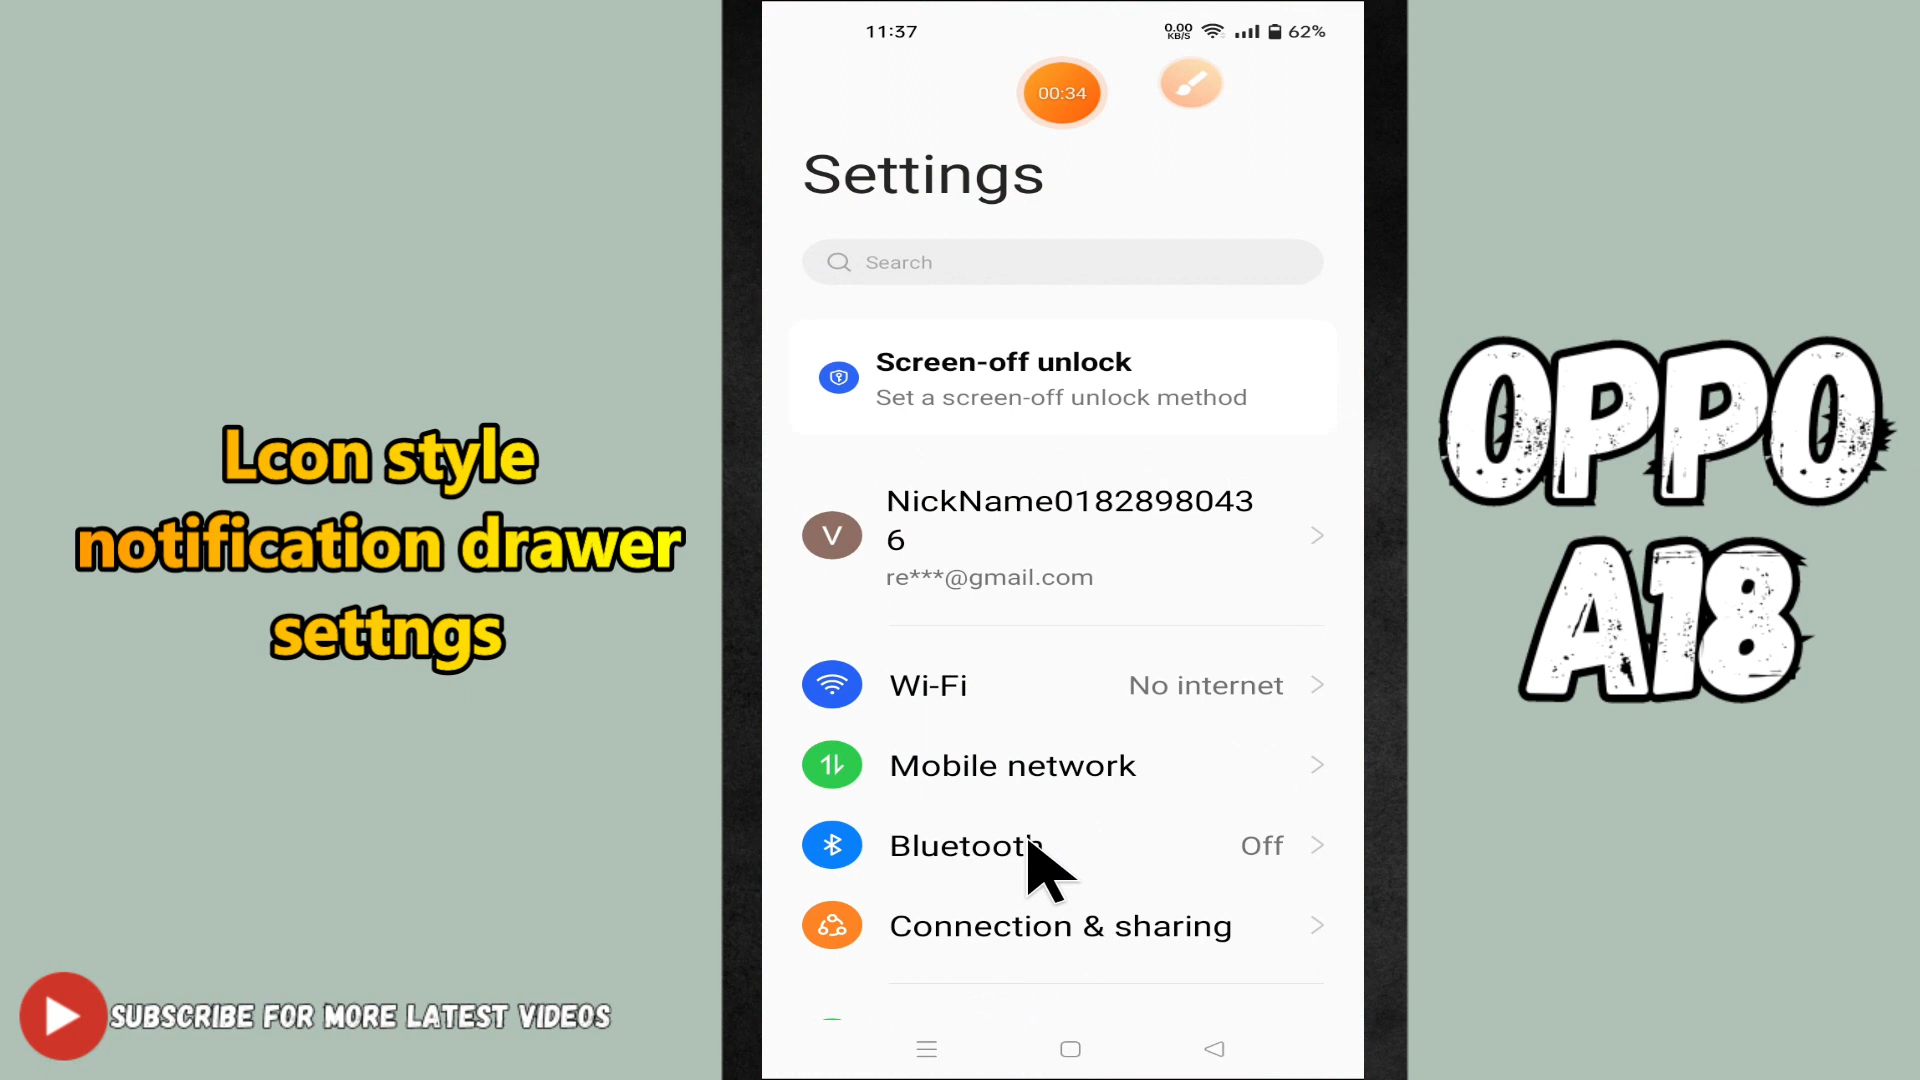 11:37
0.00 KB/S
62%
00:34
Settings
Search
Screen-off unlock
Set a screen-off unlock method
V
NickName0182898043
6
re***@gmail.com
Wi-Fi No internet
Mobile network
Bluetooth Off
Connection & sharing
Lcon style
notification drawer
settngs
OPPO
A18
SUBSCRIBE FOR MORE LATEST VIDEOS